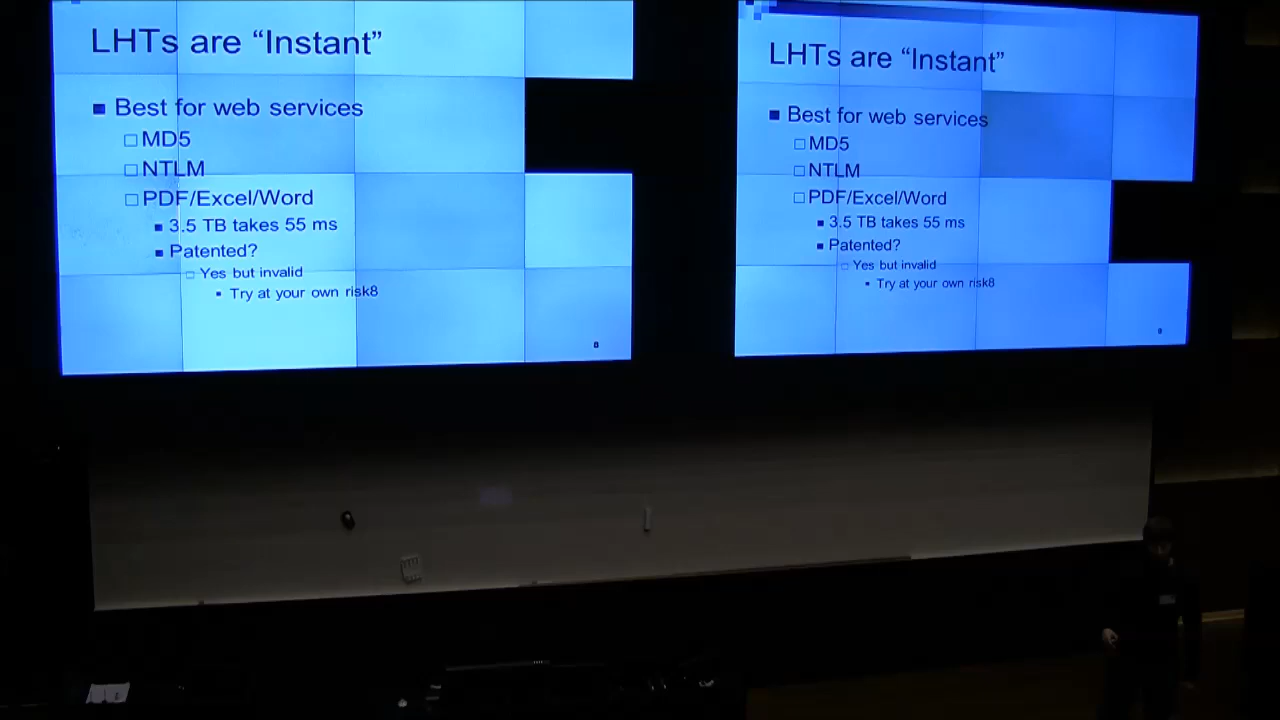 LHTs are “Instant”
Best for web services
MD5
NTLM
PDF/Excel/Word
3.5 TB takes 55 ms
Patented?
Yes but invalid
Try at your own risk8
LHTs are “Instant”
Best for web services
MD5
NTLM
PDF/Excel/Word
3.5 TB takes 55 ms
Patented?
Yes but invalid
Try at your own risk8